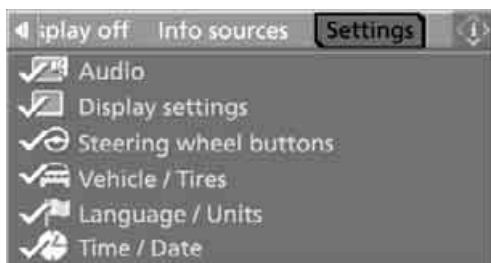 splay off Info sources Settings
Audio
Display settings
Steering wheel buttons
Vehicle / Tires
Language / Units
Time / Date